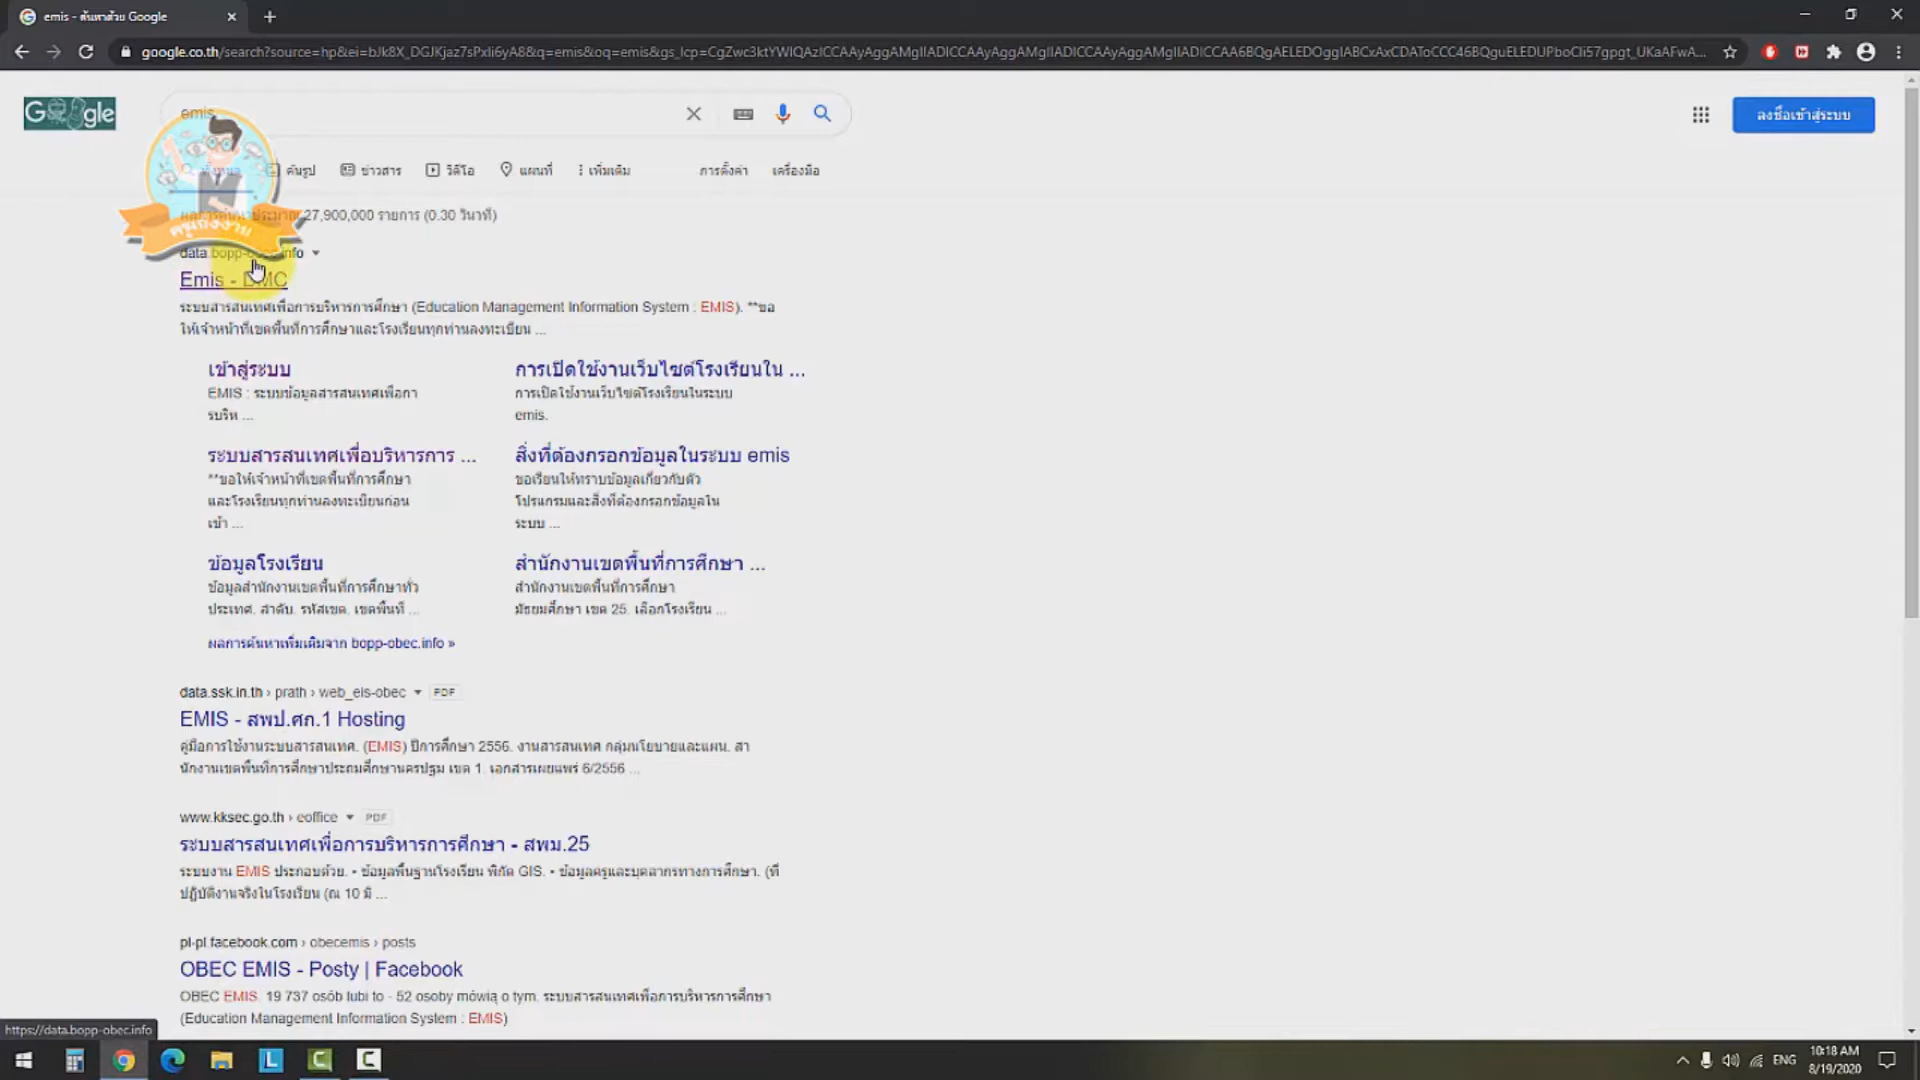 emis - ค้นหาด้วย Google
google.co.th/search?source=hp&ei=bJk8X_DGJKjaz7sPxIi6yA8&q=emis&oq=emis&gs_lcp=CgZwc3ktYWIQAzICCAAyAggAMgIIADICCAAyAggAMgIIADICCAAyAggAMgIIADICCAA6BQgAELEDOggIABCxAxCDAToCCC46BQguELEDUPboCli57gpgt_UKaAFwA...
Google
emis
ลงชื่อเข้าสู่ระบบ
ค้นรูป
ข่าวสาร
วิดีโอ
แผนที่
เพิ่มเติม
การตั้งค่า
เครื่องมือ
27,900,000 รายการ (0.30 วินาที)
ครูเก่งงาน
data.bopp-obec.info
Emis - DMC
ระบบสารสนเทศเพื่อการบริหารการศึกษา (Education Management Information System : EMIS). **ขอ
ให้เจ้าหน้าที่เขตพื้นที่การศึกษาและโรงเรียนทุกท่านลงทะเบียน ...
เข้าสู่ระบบ
EMIS : ระบบข้อมูลสารสนเทศเพื่อกา
รบริห ...
การเปิดใช้งานเว็บไซต์โรงเรียนใน ...
การเปิดใช้งานเว็บไซต์โรงเรียนในระบบ
emis.
ระบบสารสนเทศเพื่อบริหารการ ...
**ขอให้เจ้าหน้าที่เขตพื้นที่การศึกษา
และโรงเรียนทุกท่านลงทะเบียนก่อน
เข้า ...
สิ่งที่ต้องกรอกข้อมูลในระบบ emis
ขอเรียนให้ทราบข้อมูลเกี่ยวกับตัว
โปรแกรมและสิ่งที่ต้องกรอกข้อมูลใน
ระบบ ...
ข้อมูลโรงเรียน
ข้อมูลสำนักงานเขตพื้นที่การศึกษาทั่ว
ประเทศ. ลำดับ. รหัสเขต. เขตพื้นที่ ...
สำนักงานเขตพื้นที่การศึกษา ...
สำนักงานเขตพื้นที่การศึกษา
มัธยมศึกษา เขต 25. เลือกโรงเรียน ...
ผลการค้นหาเพิ่มเติมจาก bopp-obec.info »
data.ssk.in.th › prath › web_eis-obec PDF
EMIS - สพป.ศก.1 Hosting
คู่มือการใช้งานระบบสารสนเทศ. (EMIS) ปีการศึกษา 2556. งานสารสนเทศ กลุ่มนโยบายและแผน. สา
นักงานเขตพื้นที่การศึกษาประถมศึกษานครปฐม เขต 1. เอกสารเผยแพร่ 6/2556 ...
www.kksec.go.th › eoffice PDF
ระบบสารสนเทศเพื่อการบริหารการศึกษา - สพม.25
ระบบงาน EMIS ประกอบด้วย. • ข้อมูลพื้นฐานโรงเรียน พิกัด GIS. • ข้อมูลครูและบุคลากรทางการศึกษา. (ที่
ปฏิบัติงานจริงในโรงเรียน (ณ 10 มิ ...
pl-pl.facebook.com › obecemis › posts
OBEC EMIS - Posty | Facebook
OBEC EMIS. 19 737 osób lubi to · 52 osoby mówią o tym. ระบบสารสนเทศเพื่อการบริหารการศึกษา
(Education Management Information System : EMIS)
https://data.bopp-obec.info
ENG
10:18 AM
8/19/2020